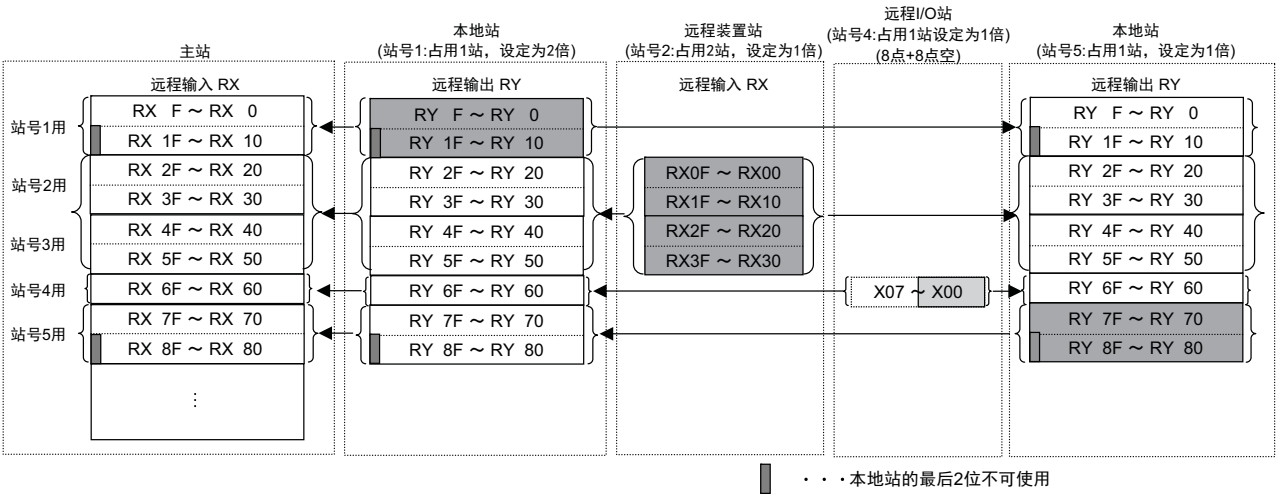 主站
远程输入 RX
站号1用
RX F ～ RX 0
RX 1F ～ RX 10
站号2用
RX 2F ～ RX 20
RX 3F ～ RX 30
站号3用
RX 4F ～ RX 40
RX 5F ～ RX 50
站号4用
RX 6F ～ RX 60
站号5用
RX 7F ～ RX 70
RX 8F ～ RX 80
⋮
本地站
(站号1:占用1站，设定为2倍)
远程输出 RY
RY F ～ RY 0
RY 1F ～ RY 10
RY 2F ～ RY 20
RY 3F ～ RY 30
RY 4F ～ RY 40
RY 5F ～ RY 50
RY 6F ～ RY 60
RY 7F ～ RY 70
RY 8F ～ RY 80
远程装置站
(站号2:占用2站，设定为1倍)
远程输入 RX
RX0F ～ RX00
RX1F ～ RX10
RX2F ～ RX20
RX3F ～ RX30
远程I/O站
(站号4:占用1站设定为1倍)
(8点+8点空)
X07 ～ X00
本地站
(站号5:占用1站，设定为1倍)
远程输出 RY
RY F ～ RY 0
RY 1F ～ RY 10
RY 2F ～ RY 20
RY 3F ～ RY 30
RY 4F ～ RY 40
RY 5F ～ RY 50
RY 6F ～ RY 60
RY 7F ～ RY 70
RY 8F ～ RY 80
・・・本地站的最后2位不可使用